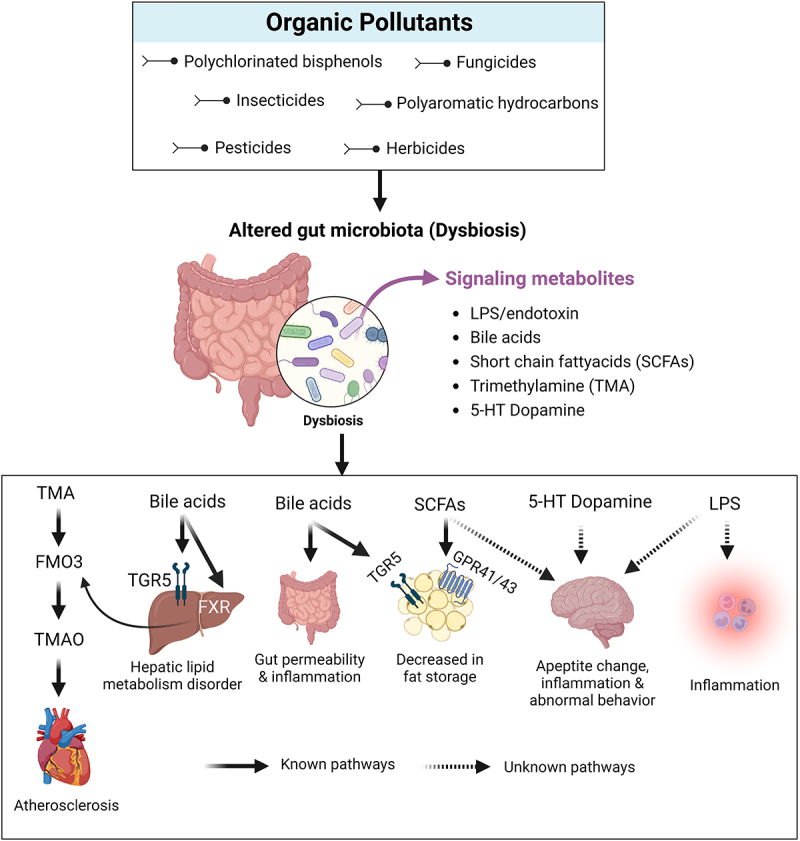 Organic Pollutants
Polychlorinated bisphenols
Fungicides
Insecticides
Polyaromatic hydrocarbons
Pesticides
Herbicides
Altered gut microbiota (Dysbiosis)
Signaling metabolites
• LPS/endotoxin
• Bile acids
• Short chain fattyacids (SCFAs)
• Trimethylamine (TMA)
• 5-HT Dopamine
Dysbiosis
TMA
FMO3
TMAO
Atherosclerosis
Bile acids
TGR5
FXR
Hepatic lipid
metabolism disorder
Bile acids
Gut permeability
& inflammation
SCFAs
TGR5
GPR41/43
Decreased in
fat storage
5-HT Dopamine
Apeptite change,
inflammation &
abnormal behavior
LPS
Inflammation
Known pathways
Unknown pathways